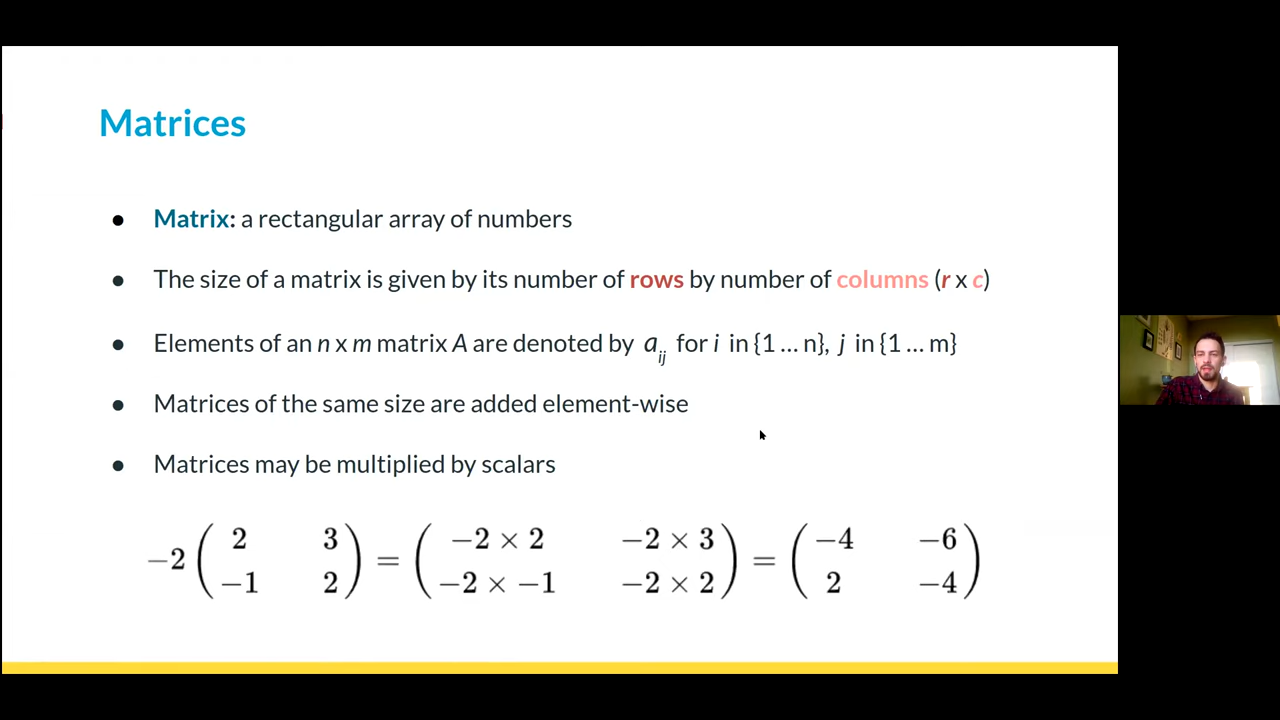 Matrices
● Matrix: a rectangular array of numbers
● The size of a matrix is given by its number of rows by number of columns (r x c)
● Elements of an n x m matrix A are denoted by a_ij for i in {1 … n}, j in {1 … m}
● Matrices of the same size are added element-wise
● Matrices may be multiplied by scalars
−2 ( 2 3 ; −1 2 ) = ( −2 × 2 −2 × 3 ; −2 × −1 −2 × 2 ) = ( −4 −6 ; 2 −4 )